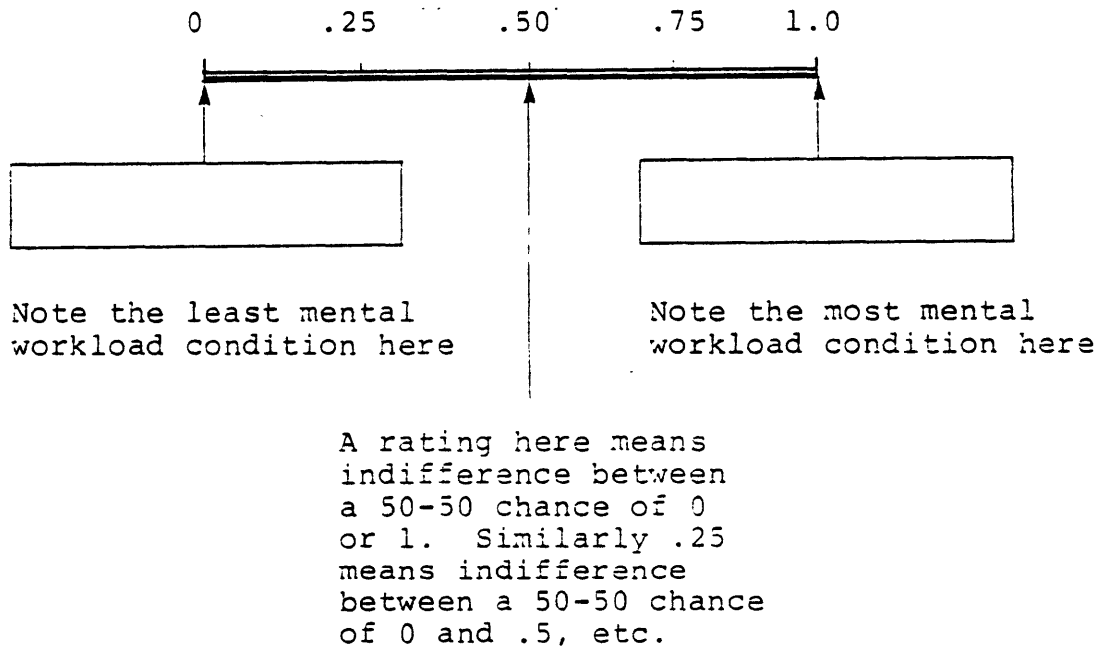 0 .25 .50 .75 1.0
Note the least mental
workload condition here
Note the most mental
workload condition here
A rating here means
indifference between
a 50-50 chance of 0
or 1. Similarly .25
means indifference
between a 50-50 chance
of 0 and .5, etc.